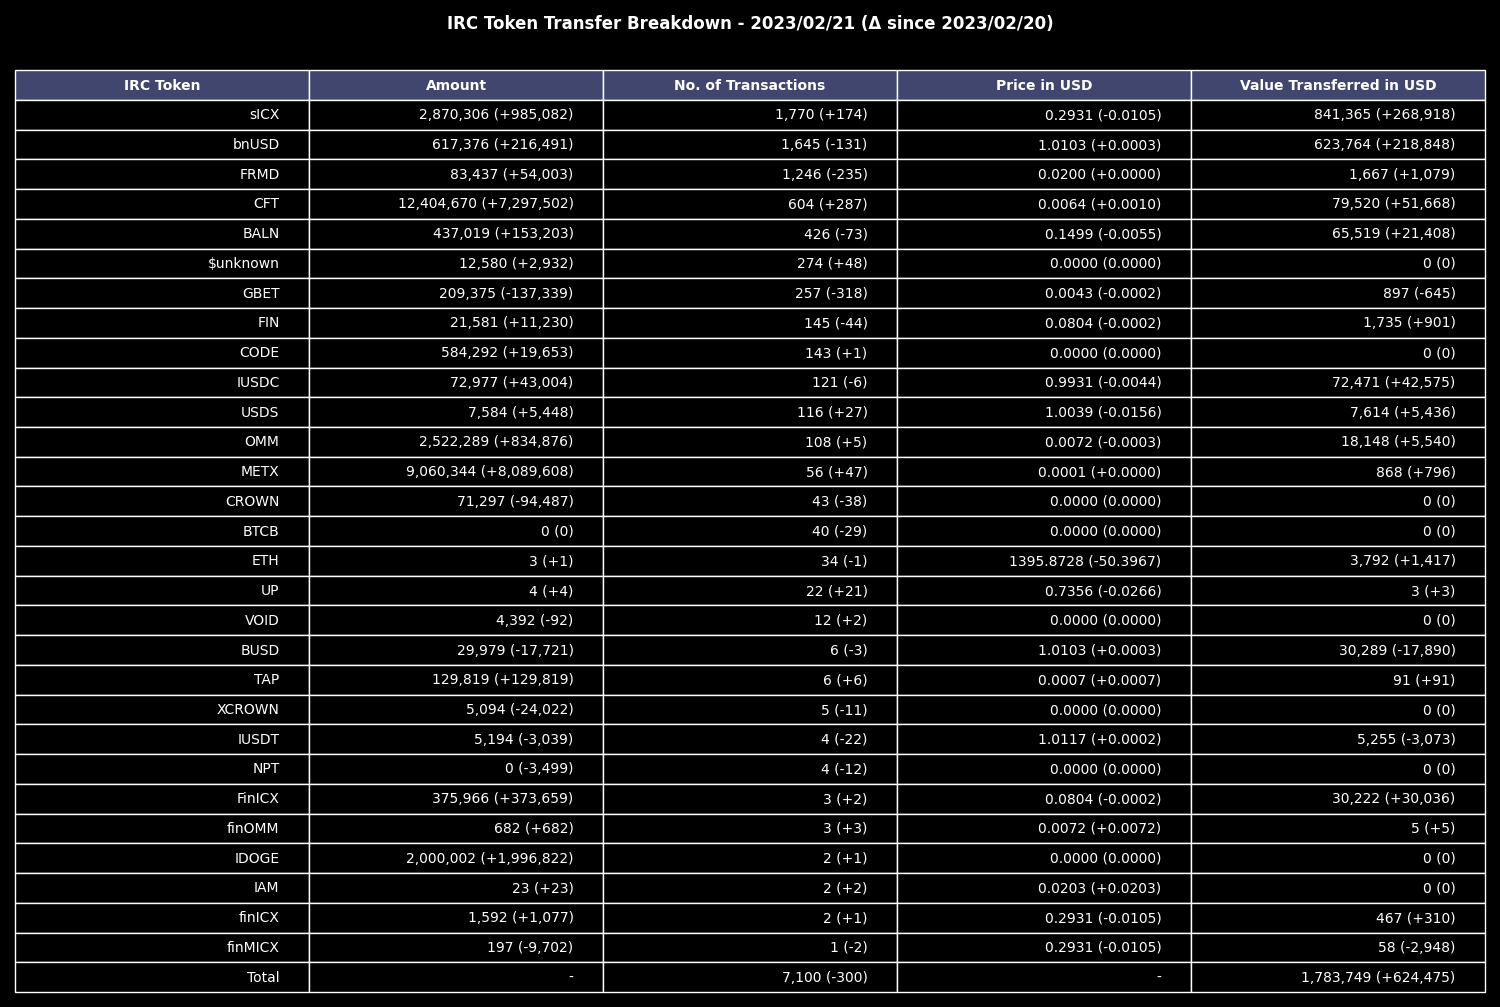 IRC Token Transfer Breakdown - 2023/02/21 (Δ since 2023/02/20)
IRC Token Amount No. of Transactions Price in USD Value Transferred in USD
sICX 2,870,306 (+985,082) 1,770 (+174) 0.2931 (-0.0105) 841,365 (+268,918)
bnUSD 617,376 (+216,491) 1,645 (-131) 1.0103 (+0.0003) 623,764 (+218,848)
FRMD 83,437 (+54,003) 1,246 (-235) 0.0200 (+0.0000) 1,667 (+1,079)
CFT 12,404,670 (+7,297,502) 604 (+287) 0.0064 (+0.0010) 79,520 (+51,668)
BALN 437,019 (+153,203) 426 (-73) 0.1499 (-0.0055) 65,519 (+21,408)
$unknown 12,580 (+2,932) 274 (+48) 0.0000 (0.0000) 0 (0)
GBET 209,375 (-137,339) 257 (-318) 0.0043 (-0.0002) 897 (-645)
FIN 21,581 (+11,230) 145 (-44) 0.0804 (-0.0002) 1,735 (+901)
CODE 584,292 (+19,653) 143 (+1) 0.0000 (0.0000) 0 (0)
IUSDC 72,977 (+43,004) 121 (-6) 0.9931 (-0.0044) 72,471 (+42,575)
USDS 7,584 (+5,448) 116 (+27) 1.0039 (-0.0156) 7,614 (+5,436)
OMM 2,522,289 (+834,876) 108 (+5) 0.0072 (-0.0003) 18,148 (+5,540)
METX 9,060,344 (+8,089,608) 56 (+47) 0.0001 (+0.0000) 868 (+796)
CROWN 71,297 (-94,487) 43 (-38) 0.0000 (0.0000) 0 (0)
BTCB 0 (0) 40 (-29) 0.0000 (0.0000) 0 (0)
ETH 3 (+1) 34 (-1) 1395.8728 (-50.3967) 3,792 (+1,417)
UP 4 (+4) 22 (+21) 0.7356 (-0.0266) 3 (+3)
VOID 4,392 (-92) 12 (+2) 0.0000 (0.0000) 0 (0)
BUSD 29,979 (-17,721) 6 (-3) 1.0103 (+0.0003) 30,289 (-17,890)
TAP 129,819 (+129,819) 6 (+6) 0.0007 (+0.0007) 91 (+91)
XCROWN 5,094 (-24,022) 5 (-11) 0.0000 (0.0000) 0 (0)
IUSDT 5,194 (-3,039) 4 (-22) 1.0117 (+0.0002) 5,255 (-3,073)
NPT 0 (-3,499) 4 (-12) 0.0000 (0.0000) 0 (0)
FinICX 375,966 (+373,659) 3 (+2) 0.0804 (-0.0002) 30,222 (+30,036)
finOMM 682 (+682) 3 (+3) 0.0072 (+0.0072) 5 (+5)
IDOGE 2,000,002 (+1,996,822) 2 (+1) 0.0000 (0.0000) 0 (0)
IAM 23 (+23) 2 (+2) 0.0203 (+0.0203) 0 (0)
finICX 1,592 (+1,077) 2 (+1) 0.2931 (-0.0105) 467 (+310)
finMICX 197 (-9,702) 1 (-2) 0.2931 (-0.0105) 58 (-2,948)
Total - 7,100 (-300) - 1,783,749 (+624,475)